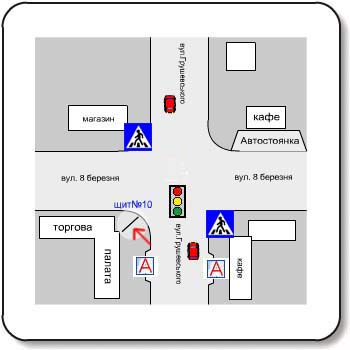 вул.Грушевського
магазин
кафе
Автостоянка
вул. 8 березня
вул. 8 березня
щит№10
торгова
палата
вул.Грушевського
А
А
кафе